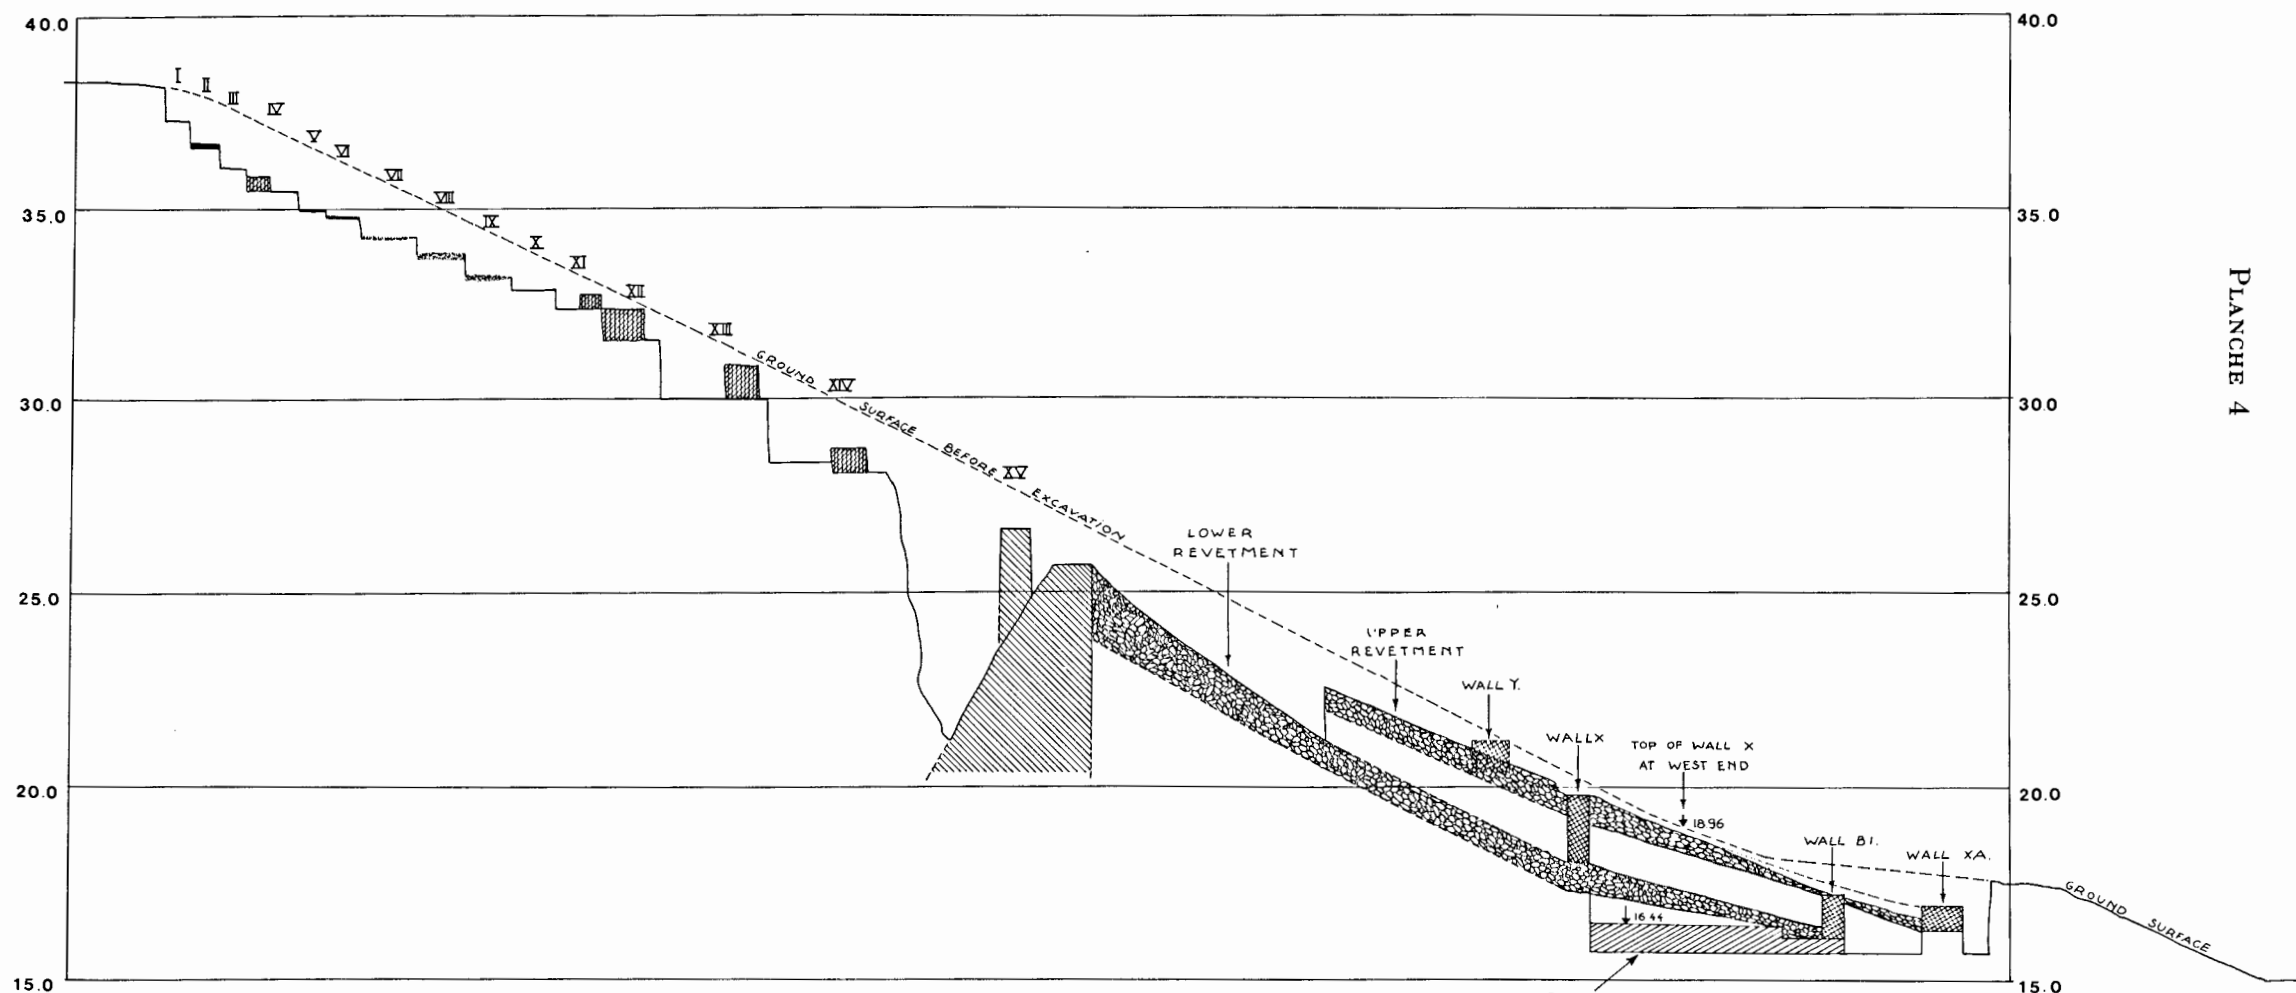 40.0
40.0
I
II
III
IV
V
VI
VII
VIII
IX
X
XI
XII
XIII
XIV
XV
35.0
35.0
30.0
30.0
25.0
25.0
20.0
20.0
15.0
15.0
GROUND SURFACE BEFORE EXCAVATION
LOWER
REVETMENT
UPPER
REVETMENT
WALL Y.
WALL X
TOP OF WALL X
AT WEST END
18.96
WALL B1.
WALL XA.
16.44
GROUND SURFACE
PLANCHE 4